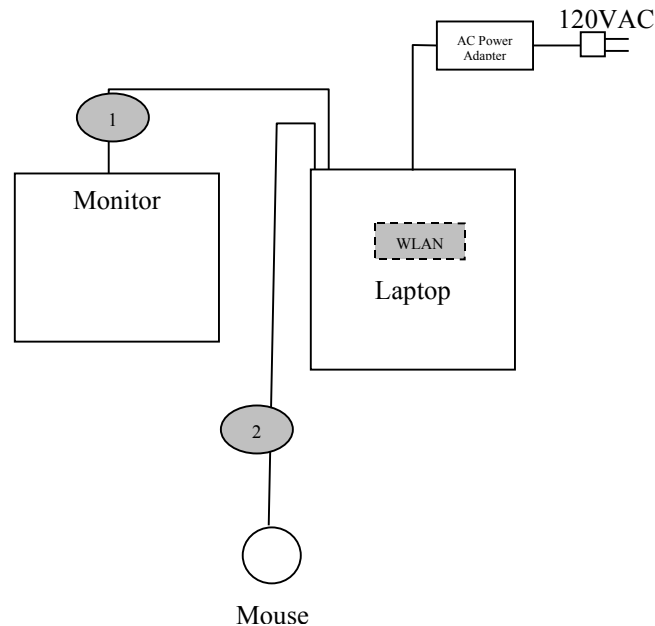 120VAC
AC Power
Adapter
1
Monitor
WLAN
Laptop
2
Mouse